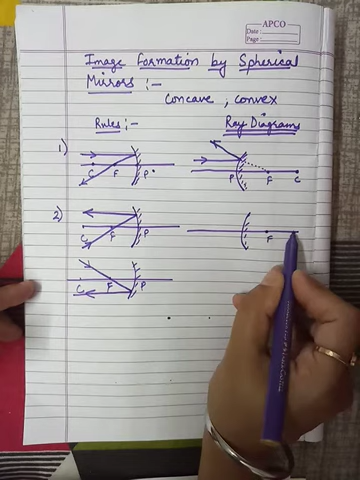 APCO
Date :
Page :
Image Formation by Spherical
Mirrors :-
Concave , Convex
Rules :-
Ray Diagrams
1)
C F P
P F C
2)
C F P
F
C F P